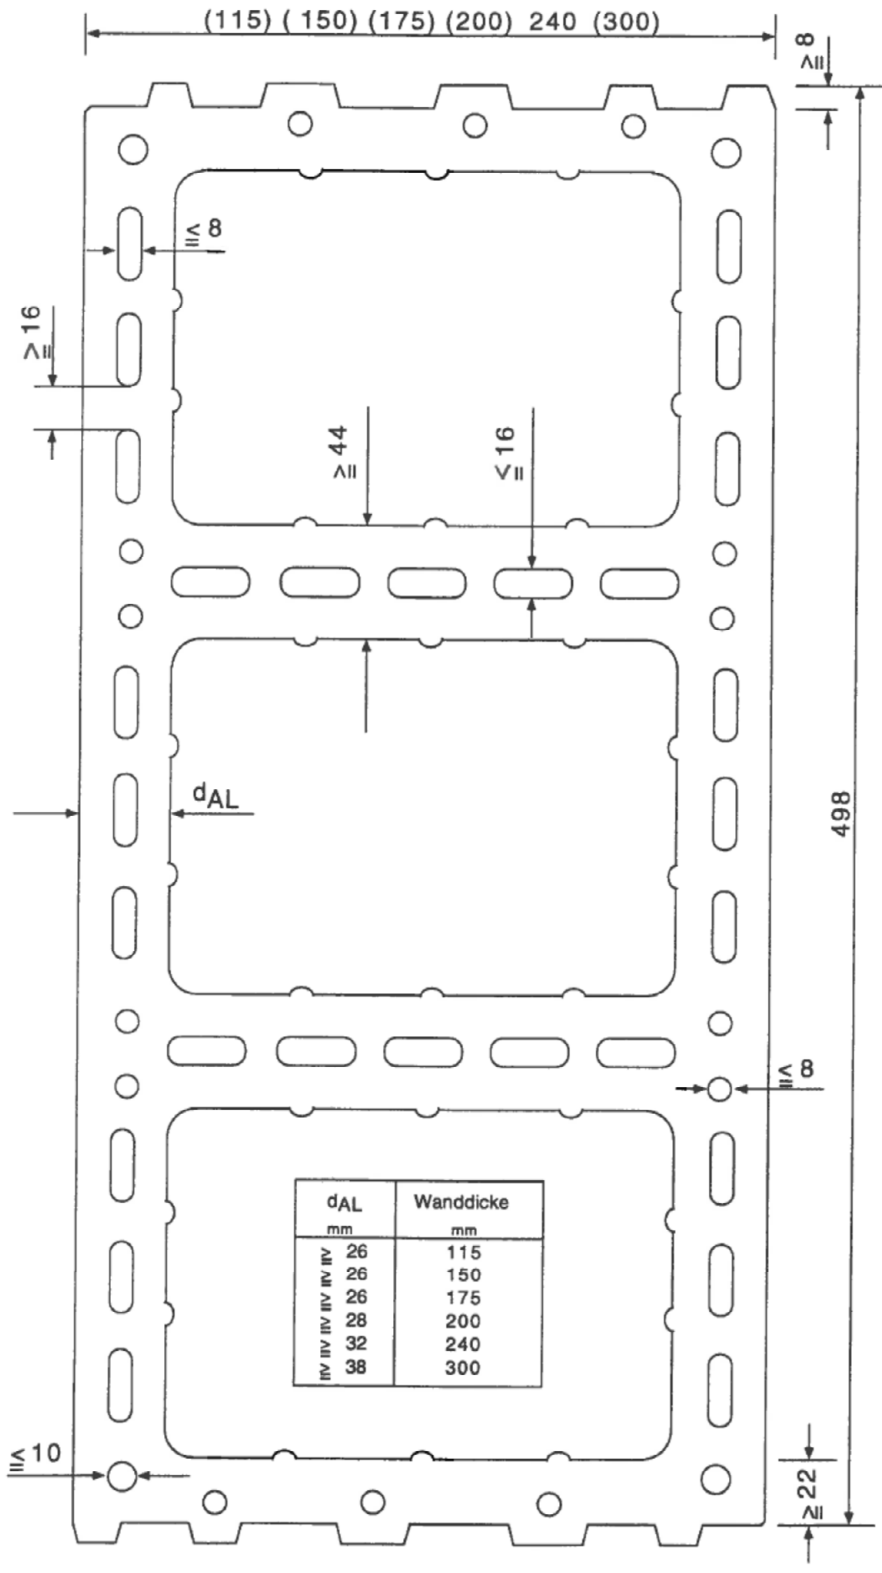 (115) ( 150) (175) (200) 240 (300)
≧ 8
≦ 8
≧ 16
≧ 44
≦ 16
dAL
498
≦ 8
dAL Wanddicke
mm mm
≧ 26 115
≧ 26 150
≧ 26 175
≧ 28 200
≧ 32 240
≧ 38 300
≦ 10
≧ 22